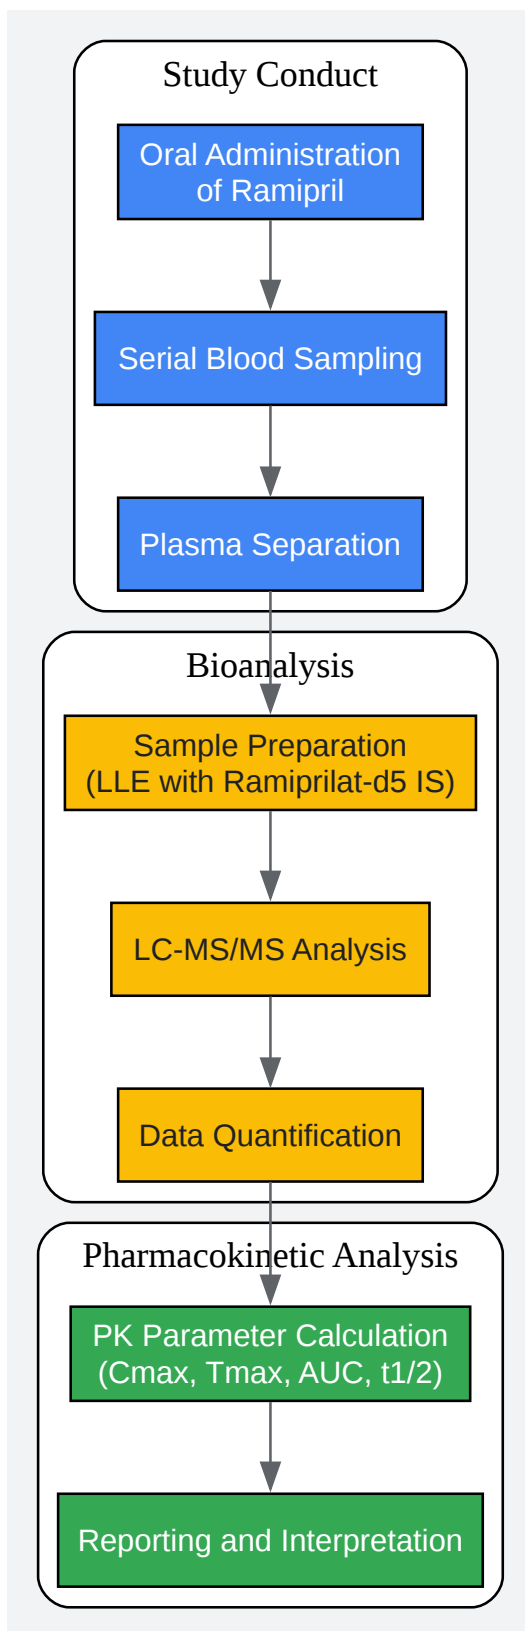 Study Conduct
Oral Administration
of Ramipril
Serial Blood Sampling
Plasma Separation
Bioanalysis
Sample Preparation
(LLE with Ramiprilat-d5 IS)
LC-MS/MS Analysis
Data Quantification
Pharmacokinetic Analysis
PK Parameter Calculation
(Cmax, Tmax, AUC, t1/2)
Reporting and Interpretation